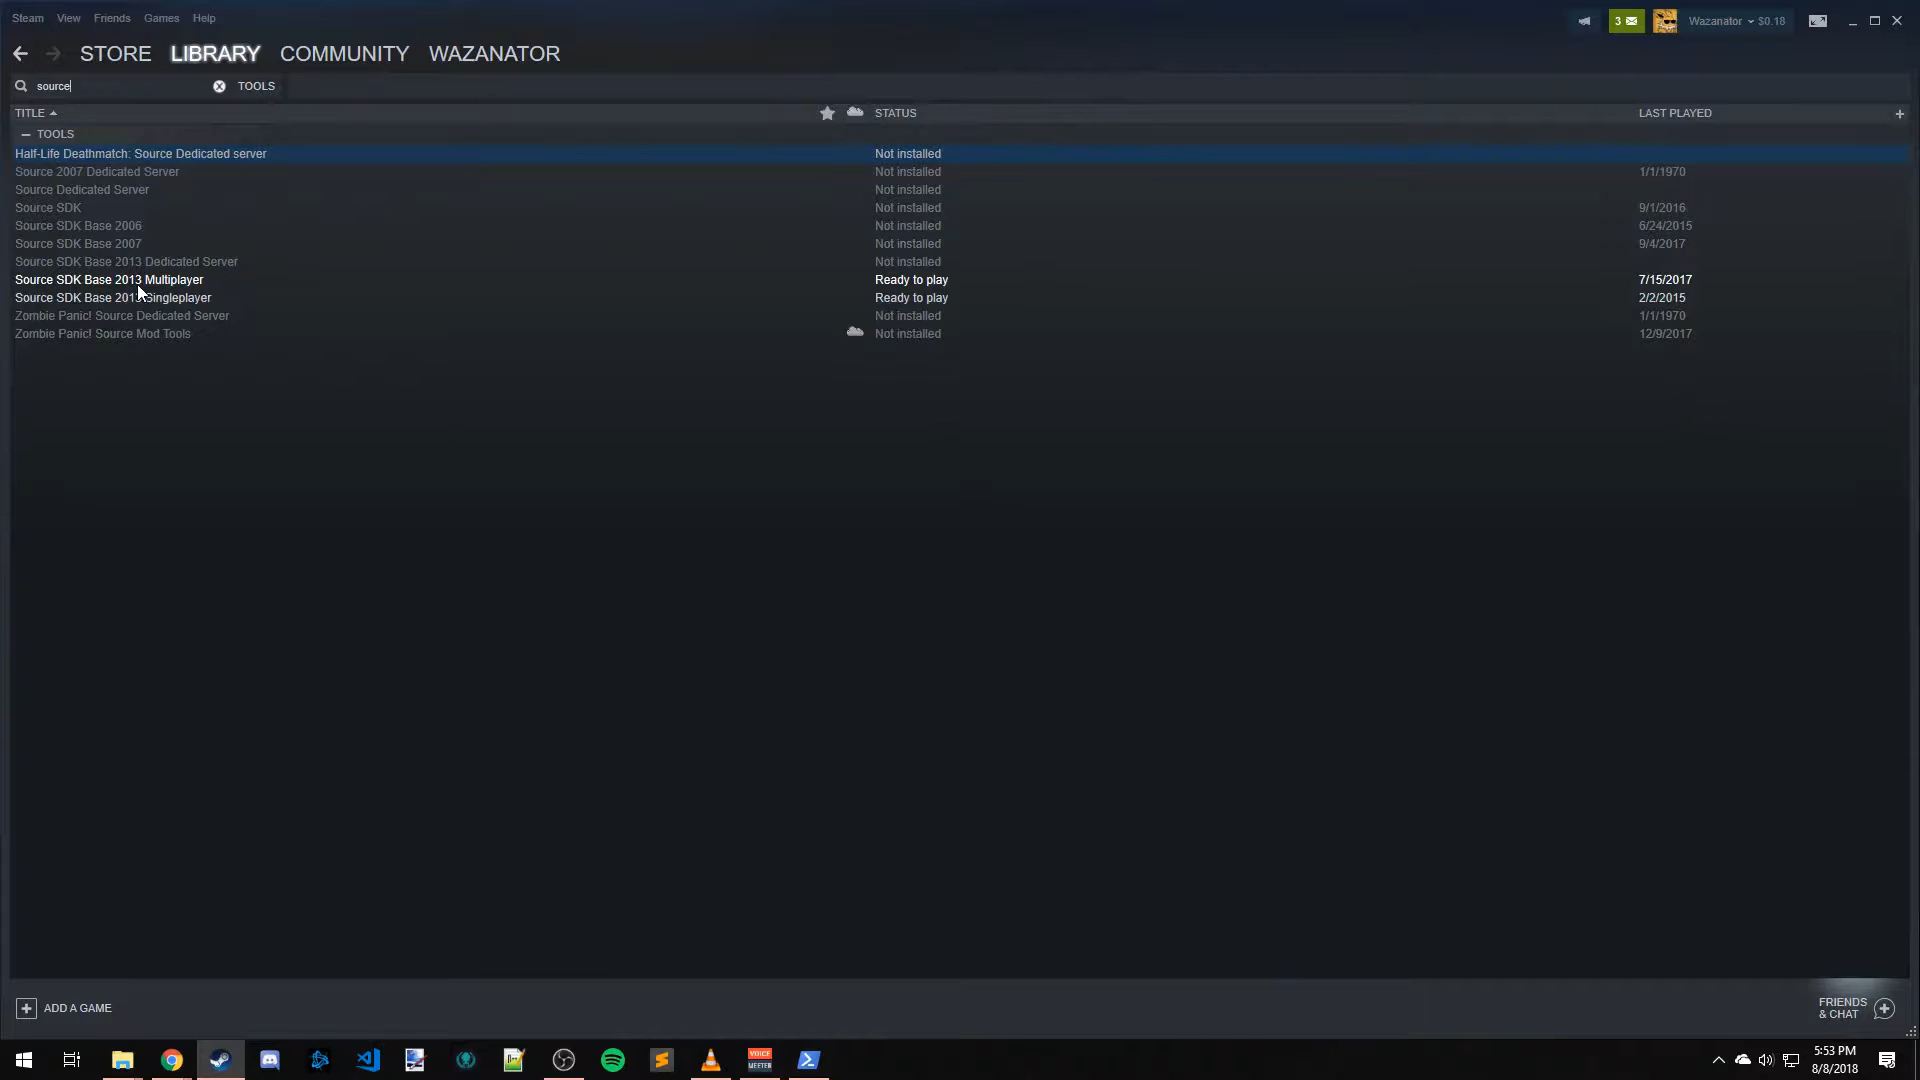 Steam View Friends Games Help
3 Wazanator $0.18
STORE LIBRARY COMMUNITY WAZANATOR
source TOOLS
TITLE STATUS LAST PLAYED
TOOLS
Half-Life Deathmatch: Source Dedicated server Not installed
Source 2007 Dedicated Server Not installed 1/1/1970
Source Dedicated Server Not installed
Source SDK Not installed 9/1/2016
Source SDK Base 2006 Not installed 6/24/2015
Source SDK Base 2007 Not installed 9/4/2017
Source SDK Base 2013 Dedicated Server Not installed
Source SDK Base 2013 Multiplayer Ready to play 7/15/2017
Source SDK Base 2013 Singleplayer Ready to play 2/2/2015
Zombie Panic! Source Dedicated Server Not installed 1/1/1970
Zombie Panic! Source Mod Tools Not installed 12/9/2017
ADD A GAME
FRIENDS
& CHAT
VOICE
MEETER
5:53 PM
8/8/2018